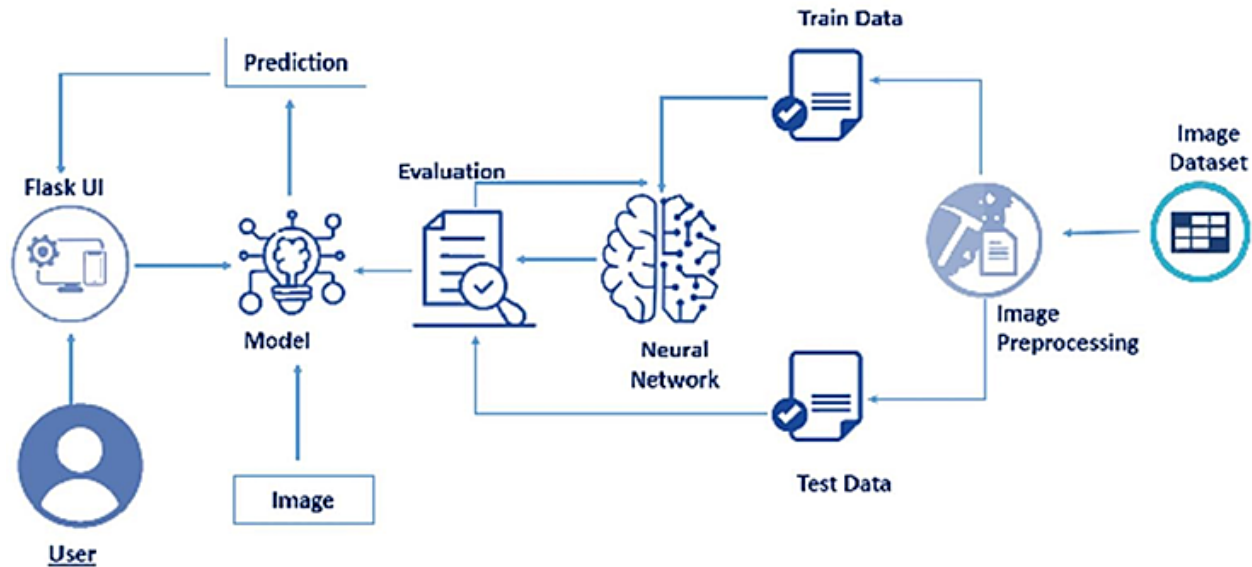 Train Data
Prediction
Image
Dataset
Evaluation
Flask UI
Model
Neural
Network
Image
Preprocessing
Image
Test Data
User